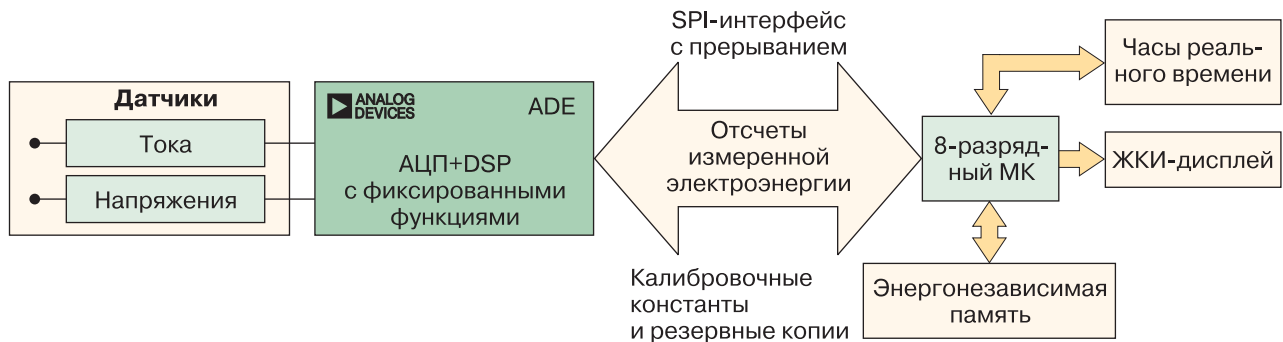 SPI-интерфейс
с прерыванием
Датчики
Тока
Напряжения
ANALOG
DEVICES
ADE
АЦП+DSP
с фиксированными
функциями
Отсчеты
измеренной
электроэнергии
Калибровочные
константы
и резервные копии
8-разряд-
ный МК
Часы реаль-
ного времени
ЖКИ-дисплей
Энергонезависимая
память